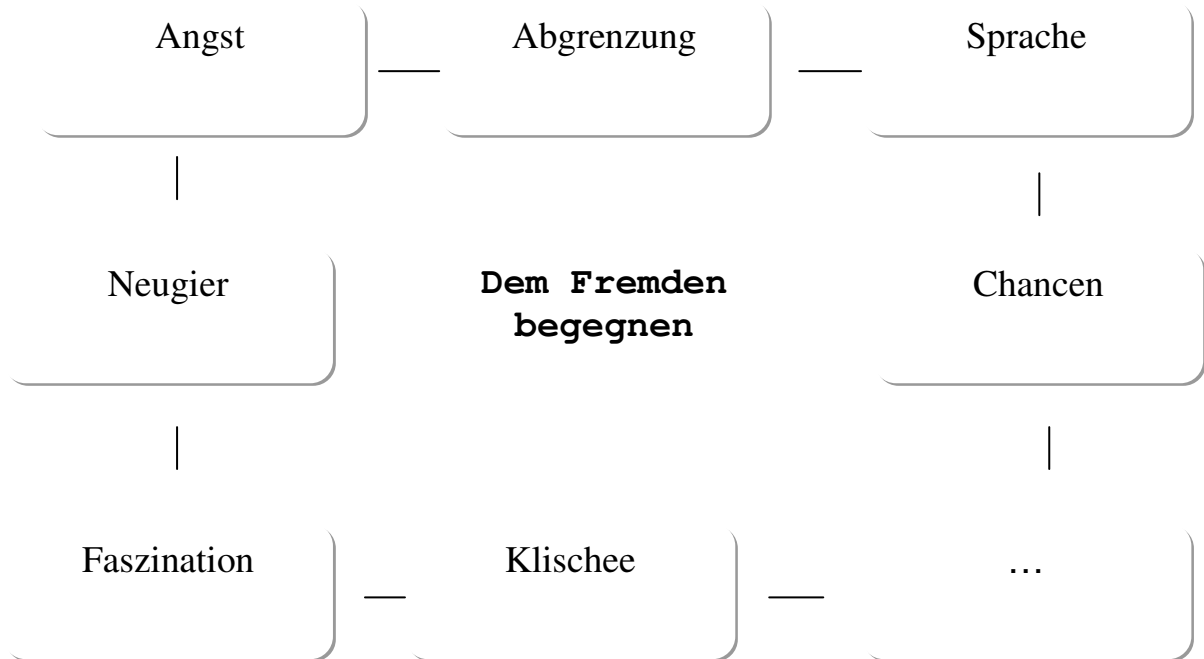 Angst
Abgrenzung
Sprache
Neugier
Dem Fremden
begegnen
Chancen
Faszination
Klischee
…